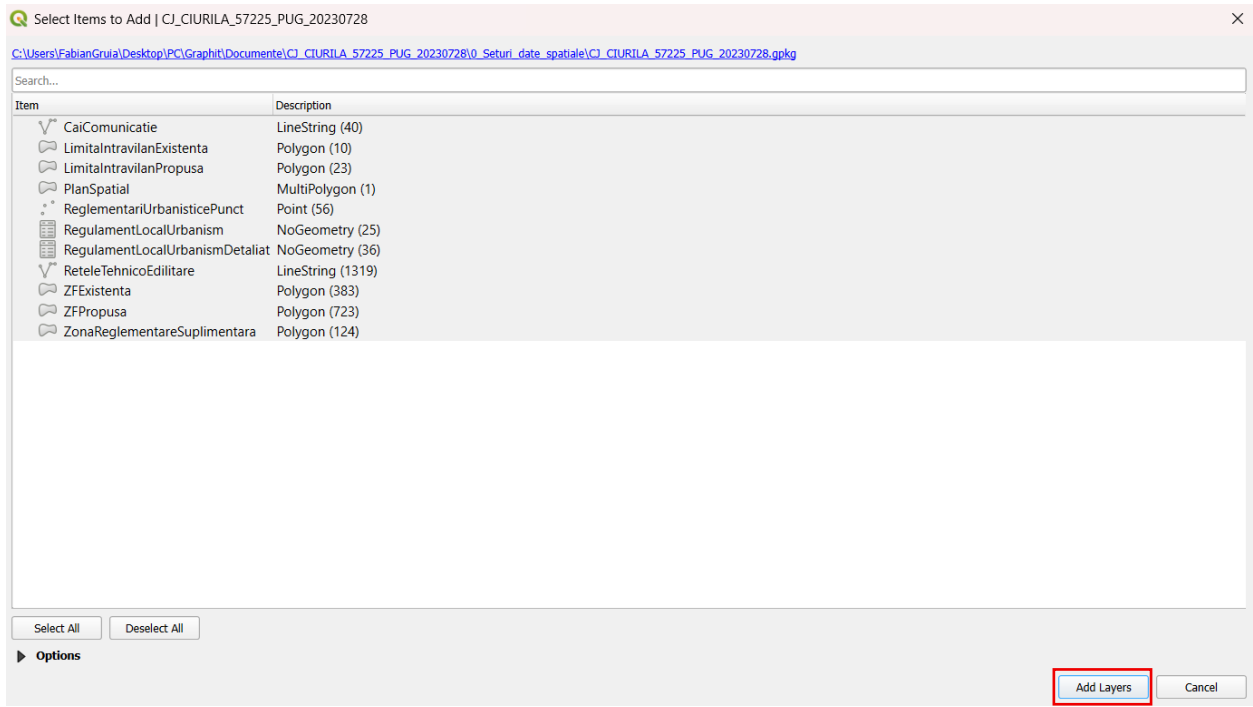 Select Items to Add | CJ_CIURILA_57225_PUG_20230728
C:\Users\FabianGruia\Desktop\PC\Graphit\Documente\CJ_CIURILA_57225_PUG_20230728\0_Seturi_date_spatiale\CJ_CIURILA_57225_PUG_20230728.gpkg
Search...
Item Description
CaiComunicatie LineString (40)
LimitaIntravilanExistenta Polygon (10)
LimitaIntravilanPropusa Polygon (23)
PlanSpatial MultiPolygon (1)
ReglementariUrbanisticePunct Point (56)
RegulamentLocalUrbanism NoGeometry (25)
RegulamentLocalUrbanismDetaliat NoGeometry (36)
ReteleTehnicoEdilitare LineString (1319)
ZFExistenta Polygon (383)
ZFPropusa Polygon (723)
ZonaReglementareSuplimentara Polygon (124)
Select All Deselect All
Options
Add Layers Cancel